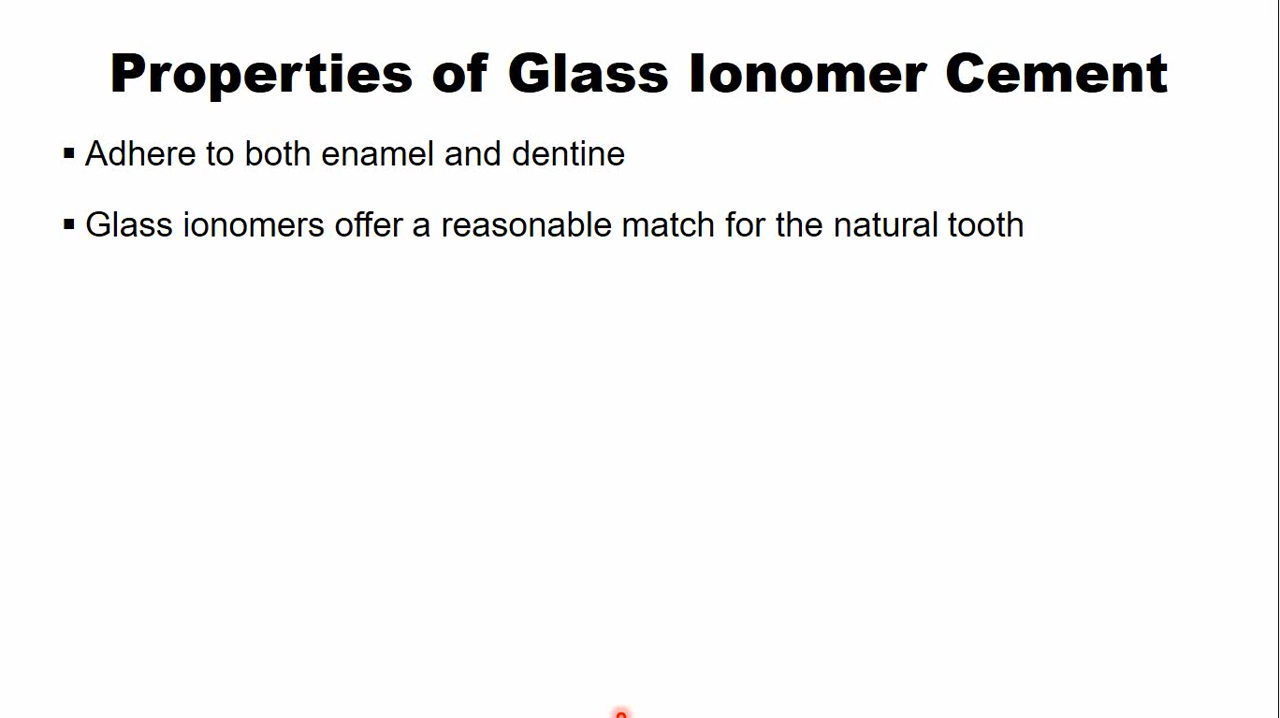 Properties of Glass Ionomer Cement
▪ Adhere to both enamel and dentine
▪ Glass ionomers offer a reasonable match for the natural tooth